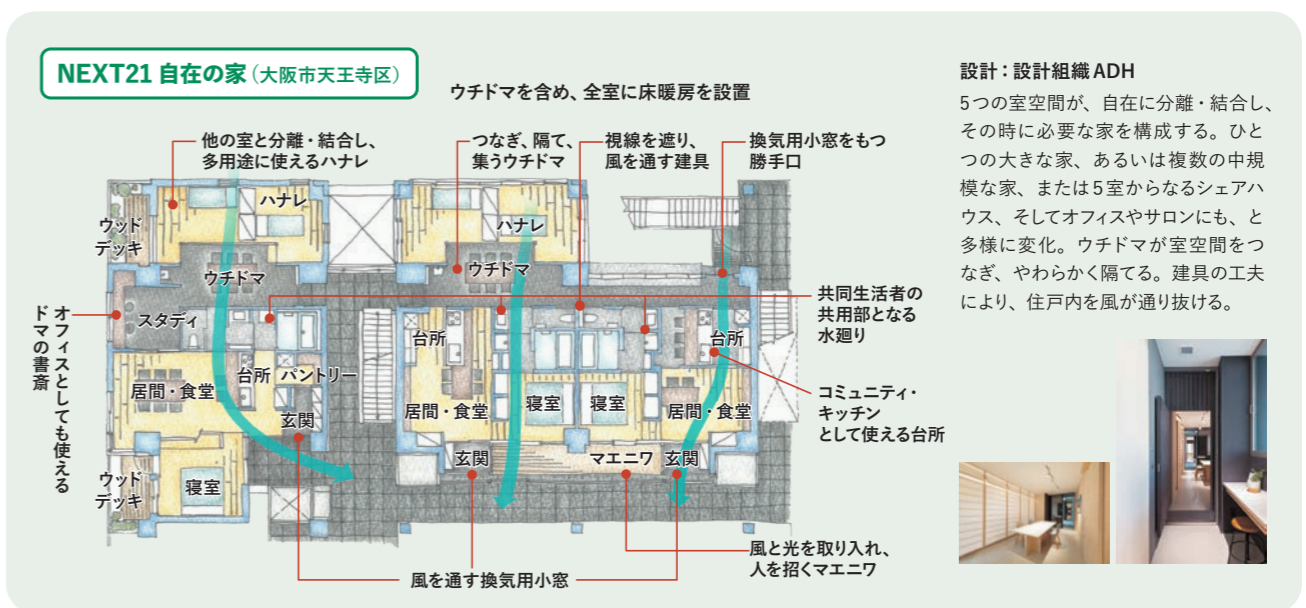 NEXT21 自在の家（大阪市天王寺区）
ウチドマを含め、全室に床暖房を設置
他の室と分離・結合し、
多用途に使えるハナレ
つなぎ、隔て、
集うウチドマ
視線を遮り、
風を通す建具
換気用小窓をもつ
勝手口
ハナレ
ウッド
デッキ
ハナレ
ウチドマ
ウチドマ
スタディ
オフィスとしても使える
ドマの書斎
台所
台所
共同生活者の
共用部となる
水廻り
台所
パントリー
居間・食堂
玄関
居間・食堂
寝室
寝室
居間・食堂
コミュニティ・
キッチン
として使える台所
ウッド
デッキ
寝室
玄関
マエニワ
玄関
風と光を取り入れ、
人を招くマエニワ
風を通す換気用小窓
設計：設計組織ADH
5つの室空間が、自在に分離・結合し、
その時に必要な家を構成する。ひと
つの大きな家、あるいは複数の中規
模な家、または5室からなるシェアハ
ウス、そしてオフィスやサロンにも、と
多様に変化。ウチドマが室空間をつ
なぎ、やわらかく隔てる。建具の工夫
により、住戸内を風が通り抜ける。